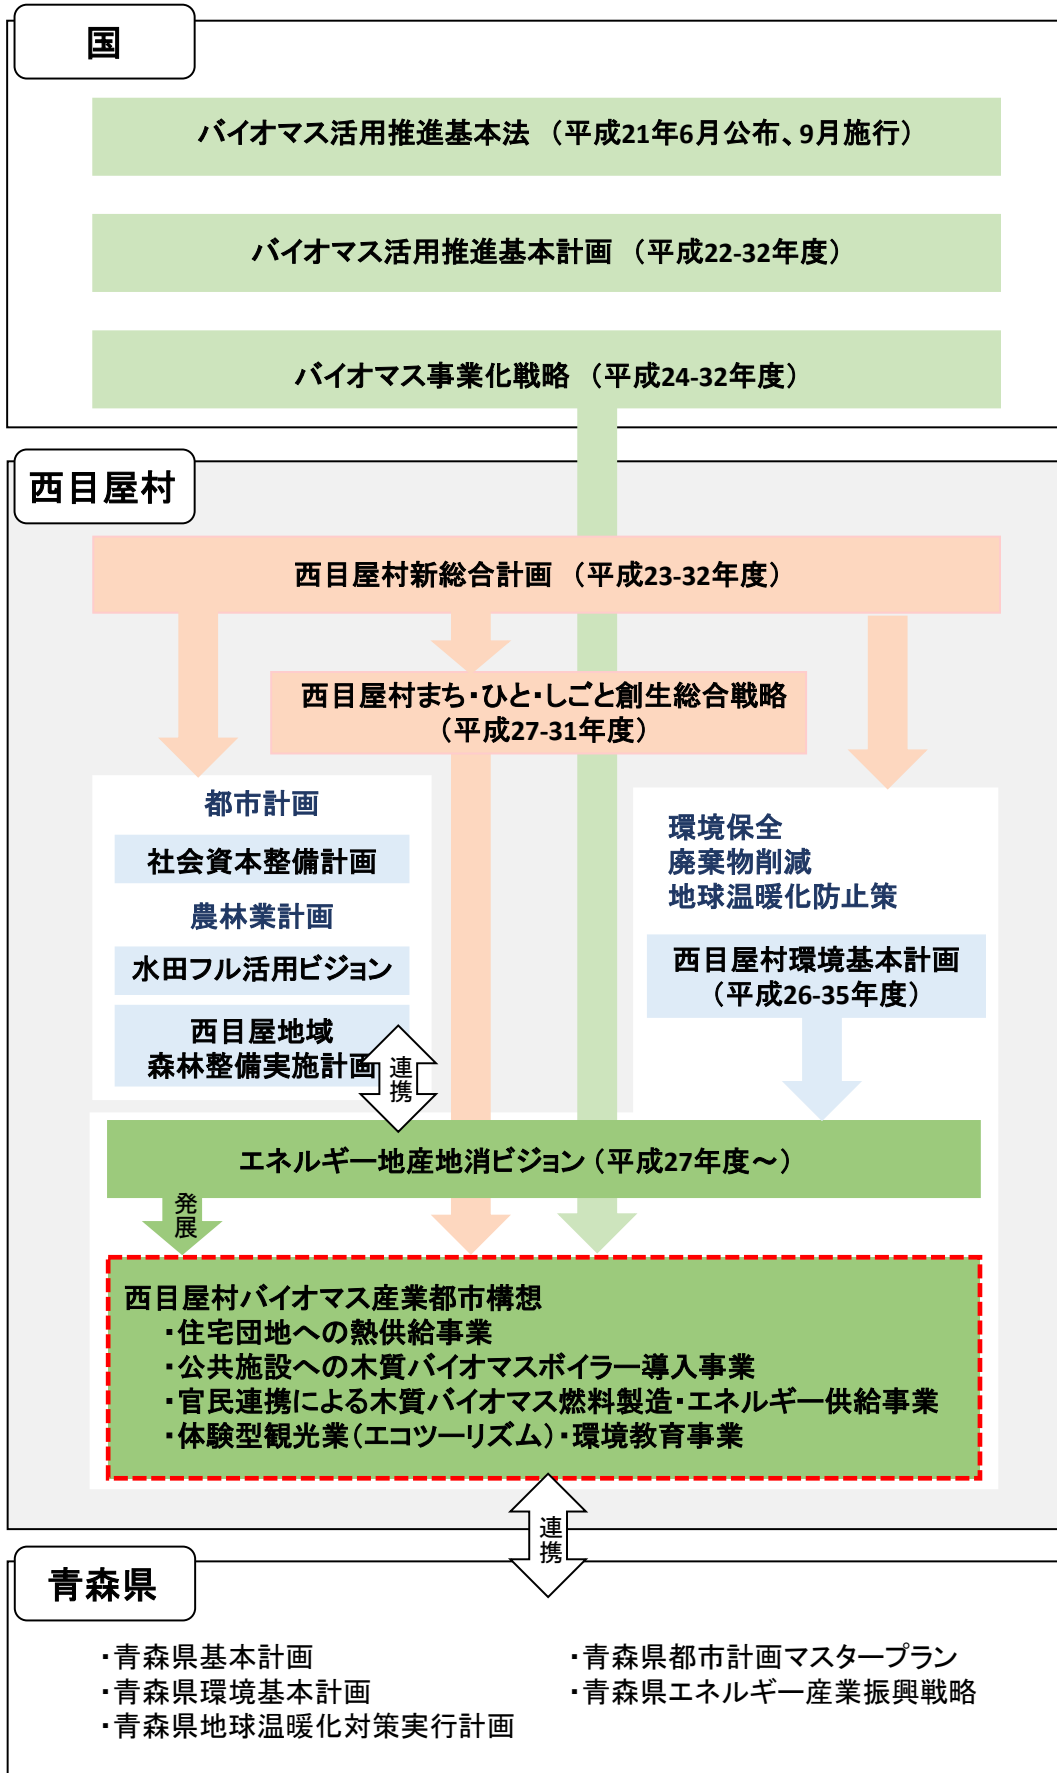 国
バイオマス活用推進基本法 （平成21年6月公布、9月施行）
バイオマス活用推進基本計画 （平成22-32年度）
バイオマス事業化戦略 （平成24-32年度）
西目屋村
西目屋村新総合計画 （平成23-32年度）
西目屋村まち・ひと・しごと創生総合戦略
（平成27-31年度）
都市計画
社会資本整備計画
農林業計画
水田フル活用ビジョン
西目屋地域
森林整備実施計画
連携
環境保全
廃棄物削減
地球温暖化防止策
西目屋村環境基本計画
（平成26-35年度）
エネルギー地産地消ビジョン（平成27年度～）
発展
西目屋村バイオマス産業都市構想
・住宅団地への熱供給事業
・公共施設への木質バイオマスボイラー導入事業
・官民連携による木質バイオマス燃料製造・エネルギー供給事業
・体験型観光業（エコツーリズム）・環境教育事業
連携
青森県
・青森県基本計画
・青森県環境基本計画
・青森県地球温暖化対策実行計画
・青森県都市計画マスタープラン
・青森県エネルギー産業振興戦略